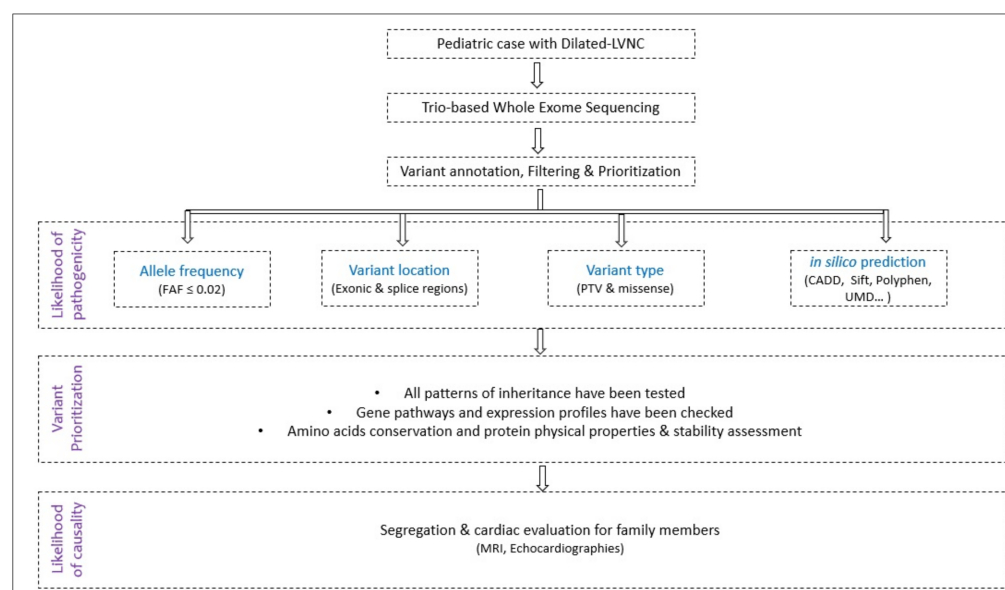 Pediatric case with Dilated-LVNC
Trio-based Whole Exome Sequencing
Variant annotation, Filtering & Prioritization
Likelihood of
pathogenicity
Allele frequency
(FAF ≤ 0.02)
Variant location
(Exonic & splice regions)
Variant type
(PTV & missense)
in silico prediction
(CADD, Sift, Polyphen,
UMD... )
Variant
Prioritization
• All patterns of inheritance have been tested
• Gene pathways and expression profiles have been checked
• Amino acids conservation and protein physical properties & stability assessment
Likelihood
of causality
Segregation & cardiac evaluation for family members
(MRI, Echocardiographies)